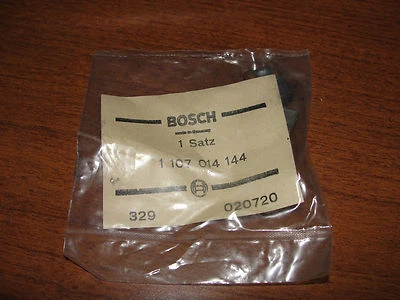 BOSCH
made in Germany
1 Satz
1 107 014 144
329 020720